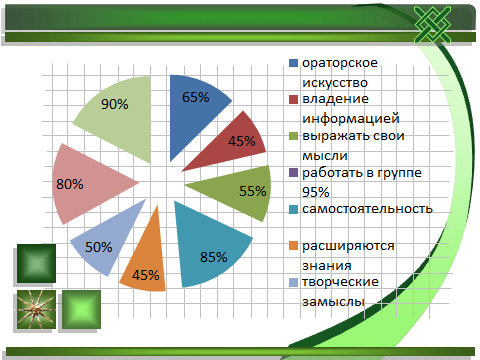 90%
65%
45%
55%
85%
45%
50%
80%
ораторское
искусство
владение
информацией
выражать свои
мысли
работать в группе
95%
самостоятельность
расширяются
знания
творческие
замыслы